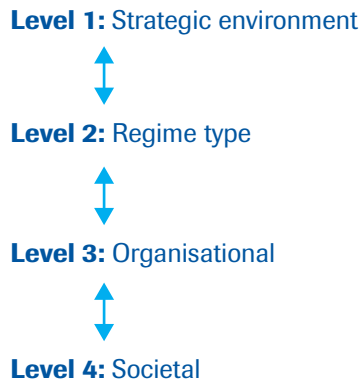 Level 1: Strategic environment
Level 2: Regime type
Level 3: Organisational
Level 4: Societal